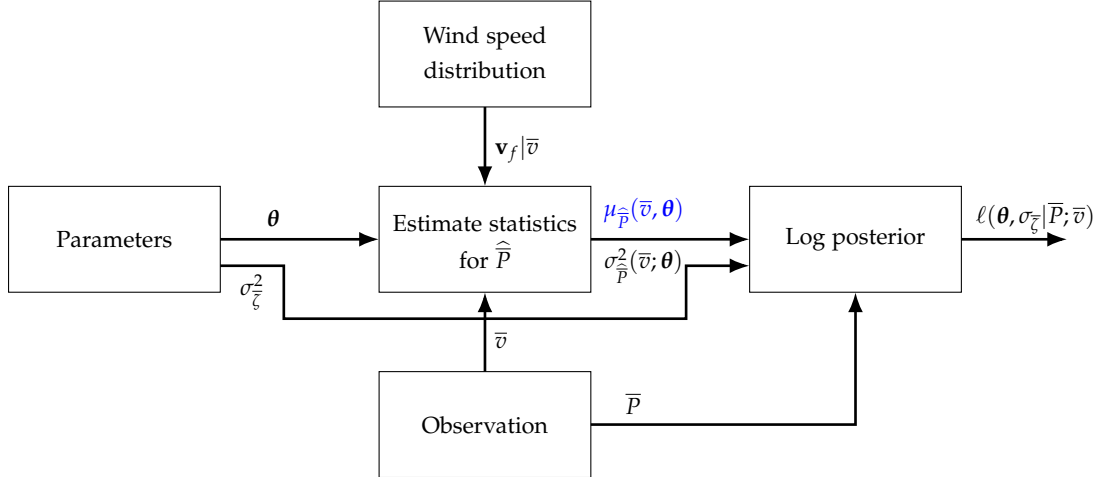 Wind speed
distribution
𝐯_f|v̅
Parameters
𝜽
σ²_ζ̅
Estimate statistics
for P̅̂
μ_P̅̂(v̅, 𝜽)
σ²_P̅̂(v̅; 𝜽)
Log posterior
ℓ(𝜽, σ_ζ̅|P̅; v̅)
v̅
Observation
P̅